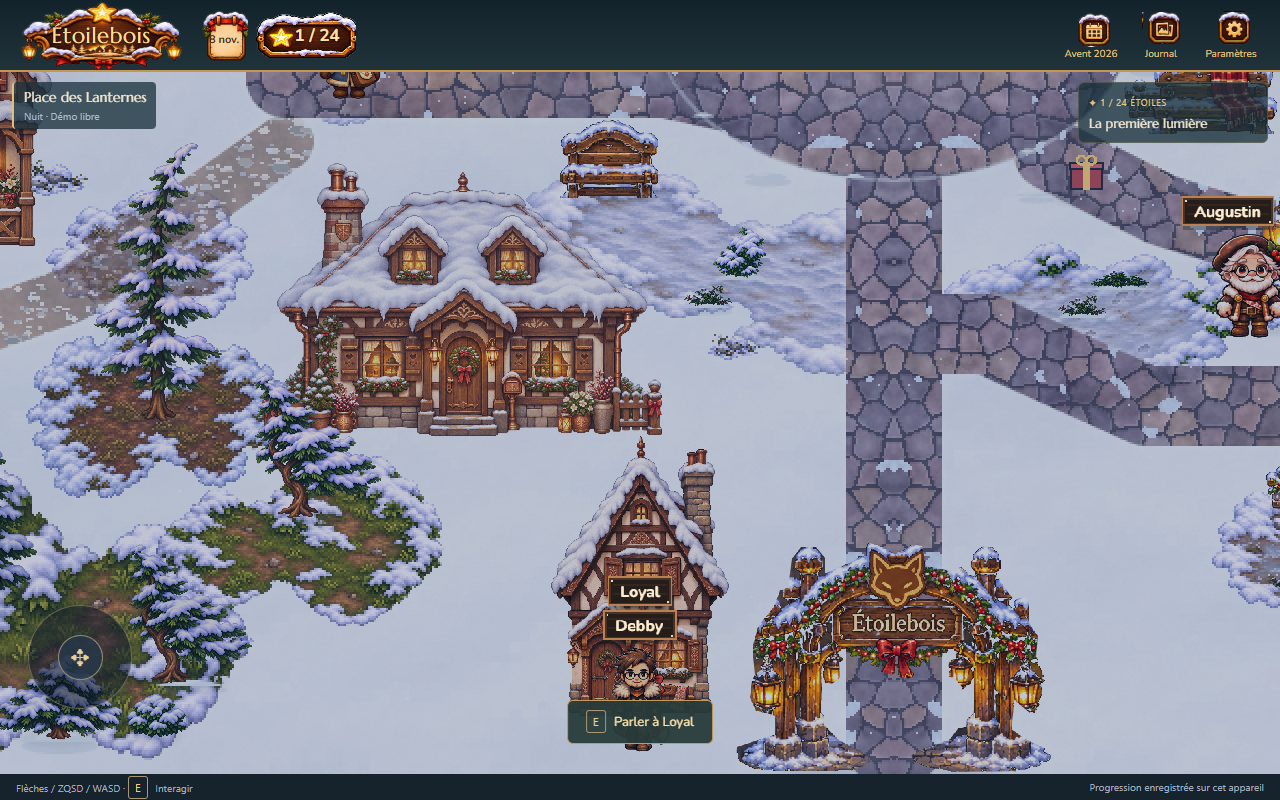 Étoilebois
8 nov.
1 / 24
Avent 2026
Journal
Paramètres
Place des Lanternes
Nuit · Démo libre
✦ 1 / 24 ÉTOILES
La première lumière
Augustin
Loyal
Debby
Étoilebois
E Parler à Loyal
Flèches / ZQSD / WASD · E Interagir
Progression enregistrée sur cet appareil